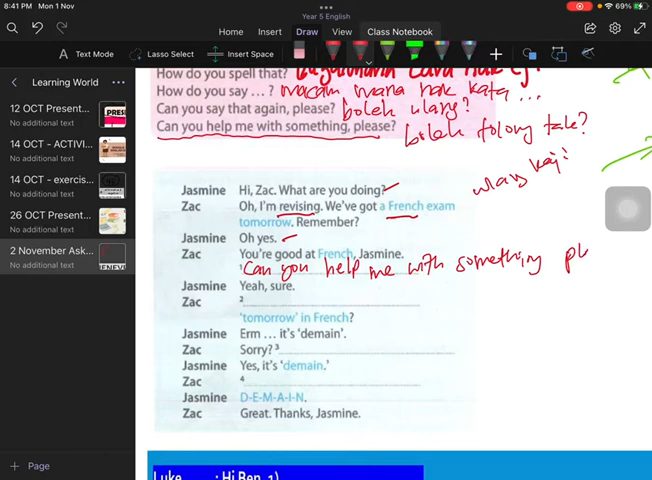 8:41 PM Mon 1 Nov
69%
Year 5 English
Home Insert Draw View Class Notebook
Text Mode Lasso Select Insert Space
Learning World
12 OCT Present...
No additional text
14 OCT - ACTIVI...
No additional text
14 OCT - exercis...
No additional text
26 OCT Present...
No additional text
2 November Ask...
No additional text
Page
How do you spell that?
How do you say ... ? macam mana nak kata ...
Can you say that again, please? boleh ulang?
Can you help me with something, please? boleh tolong tak?
Jasmine Hi, Zac. What are you doing?
Zac Oh, I'm revising. We've got a French exam
tomorrow. Remember?
Jasmine Oh yes.
Zac You're good at French, Jasmine.
1 Can you help me with something pl
Jasmine Yeah, sure.
Zac 2
'tomorrow' in French?
Jasmine Erm ... it's 'demain'.
Zac Sorry? 3
Jasmine Yes, it's 'demain.'
Zac 4
Jasmine D-E-M-A-I-N.
Zac Great. Thanks, Jasmine.
Luke : Hi Ben. 1)